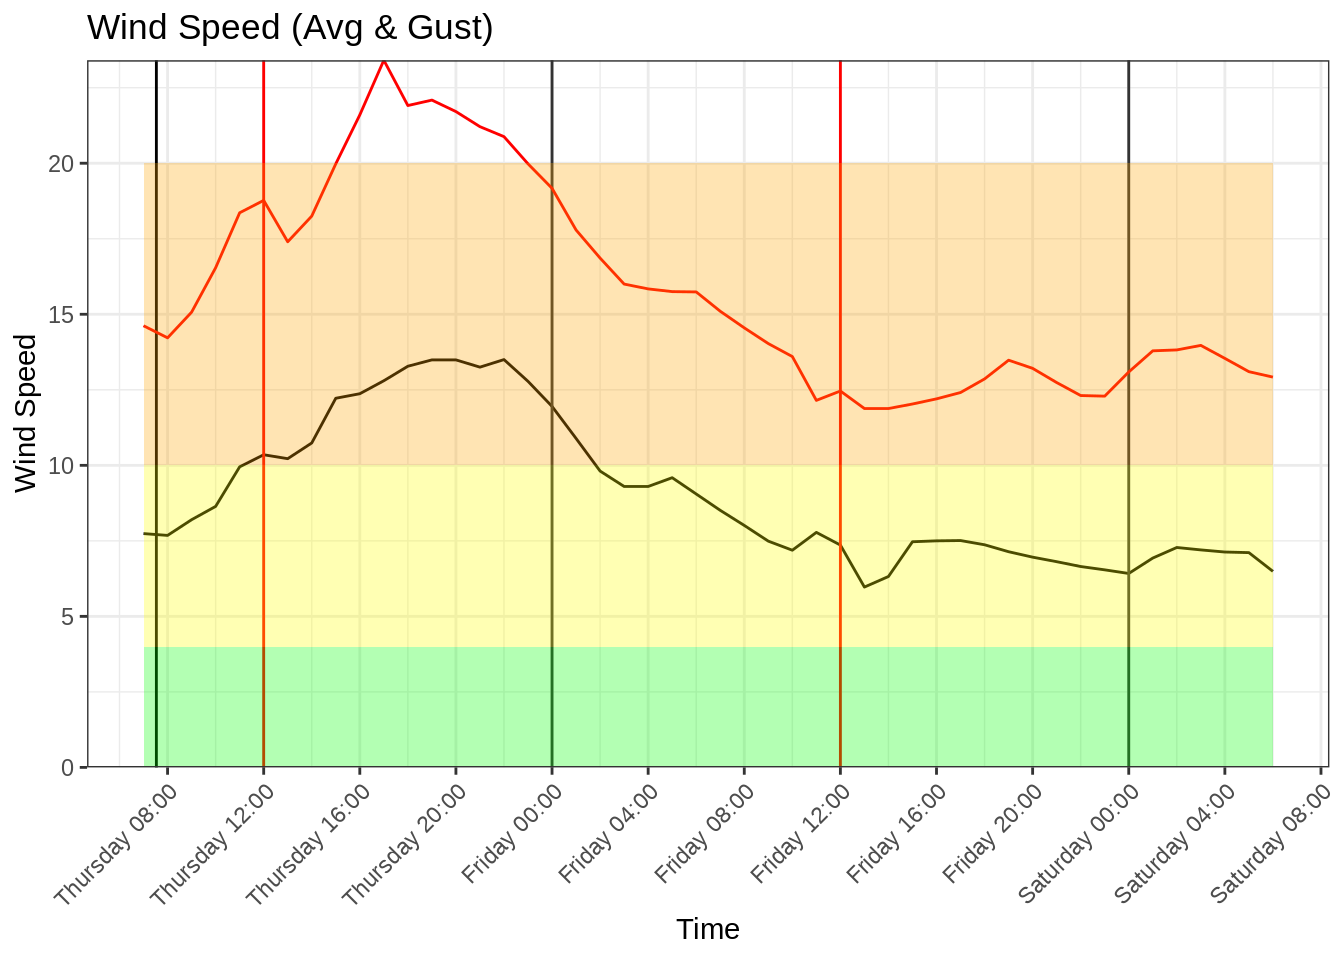 Wind Speed (Avg & Gust)
Wind Speed
20
15
10
5
0
Thursday 08:00
Thursday 12:00
Thursday 16:00
Thursday 20:00
Friday 00:00
Friday 04:00
Friday 08:00
Friday 12:00
Friday 16:00
Friday 20:00
Saturday 00:00
Saturday 04:00
Saturday 08:00
Time